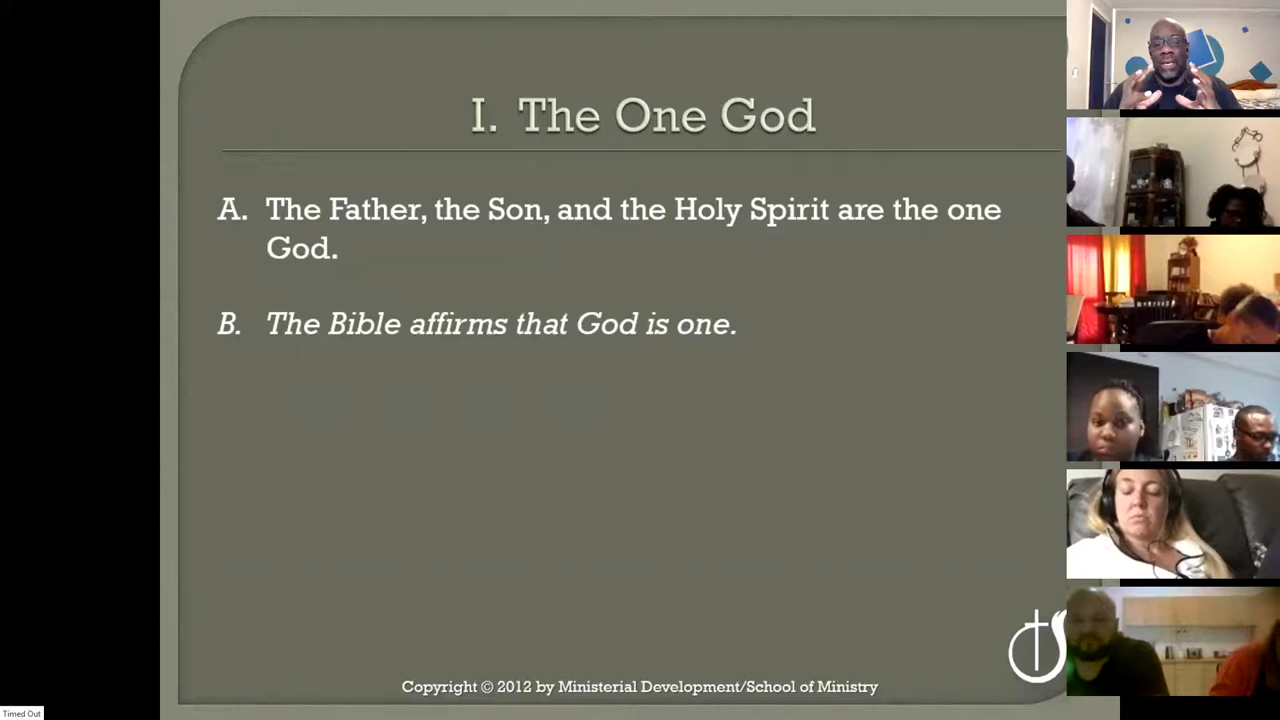 I. The One God
A. The Father, the Son, and the Holy Spirit are the one
God.
B. The Bible affirms that God is one.
Copyright © 2012 by Ministerial Development/School of Ministry
Timed Out